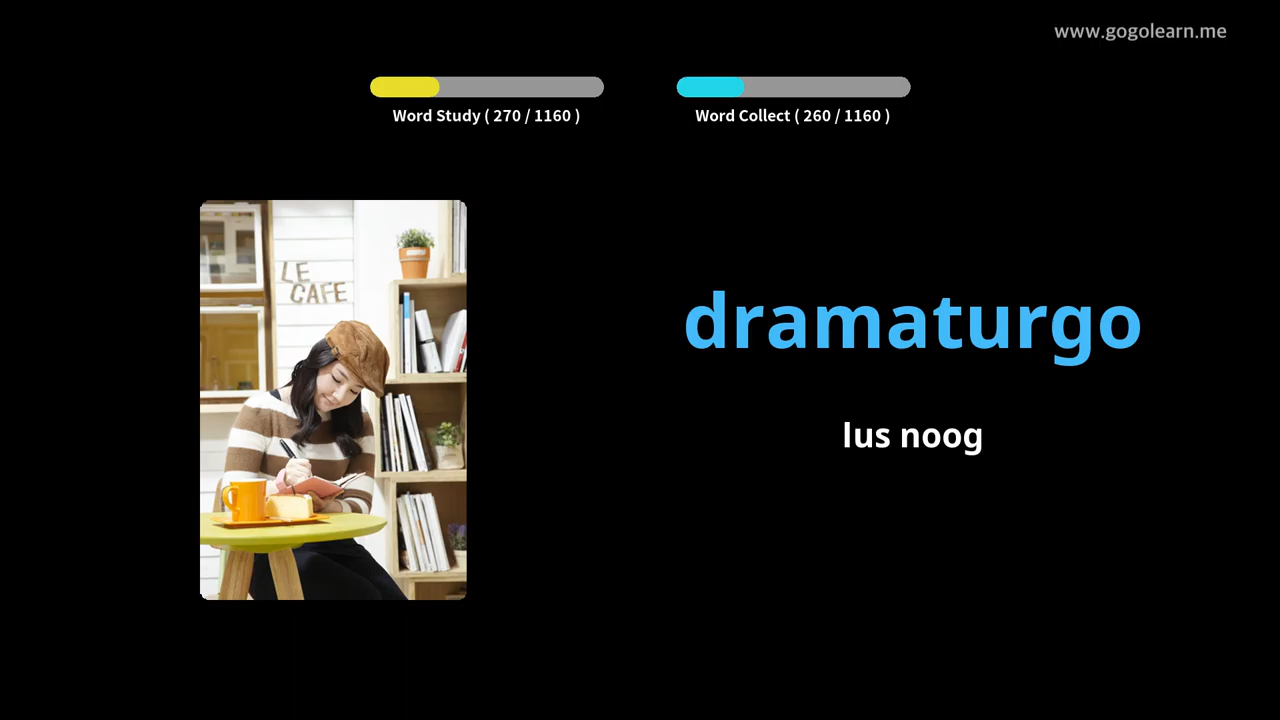 www.gogolearn.me
Word Study ( 270 / 1160 )
Word Collect ( 260 / 1160 )
LE
CAFE
dramaturgo
lus noog